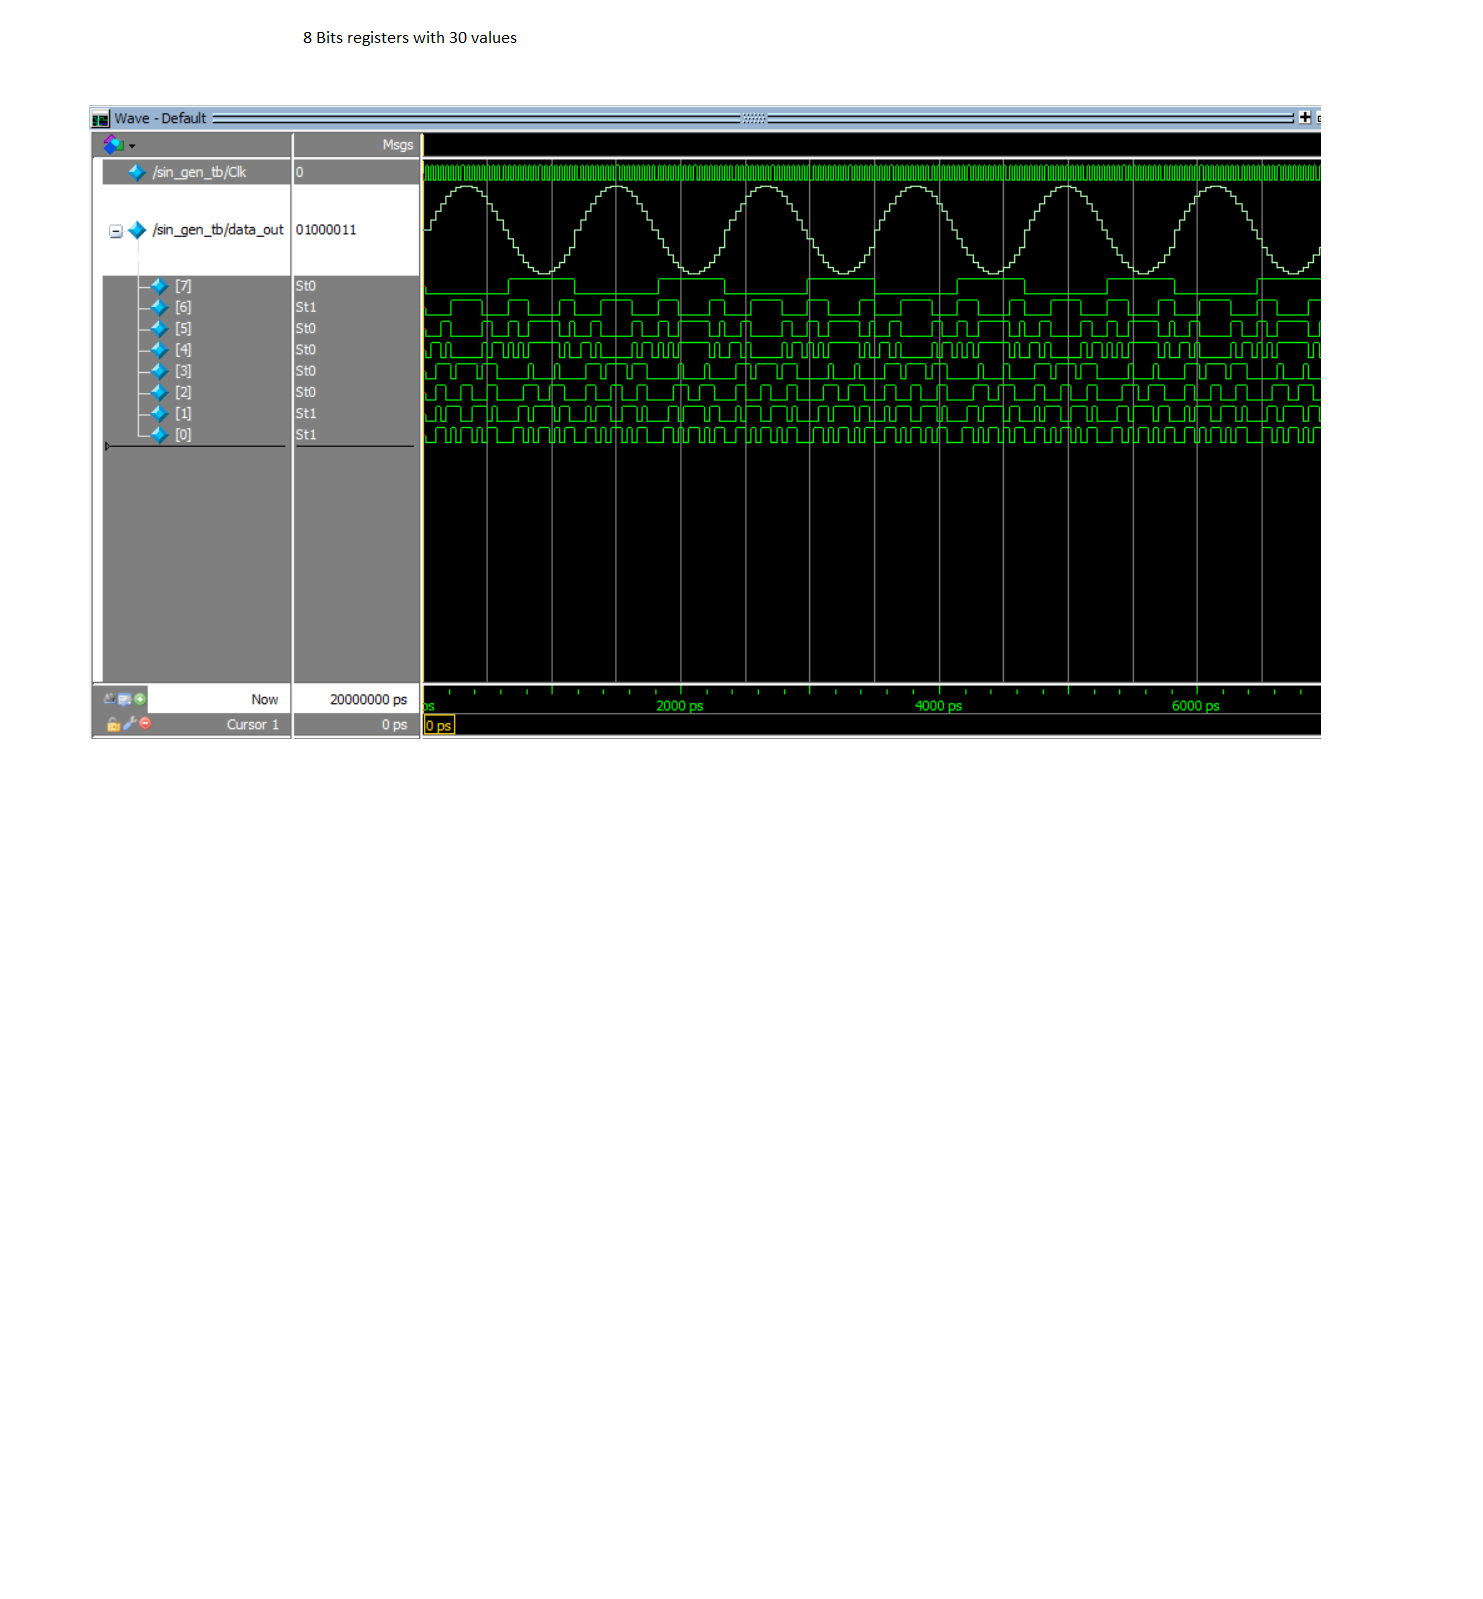 8 Bits registers with 30 values
Wave - Default
Msgs
/sin_gen_tb/Clk 0
/sin_gen_tb/data_out 01000011
[7] St0
[6] St1
[5] St0
[4] St0
[3] St0
[2] St0
[1] St1
[0] St1
Now 20000000 ps ps 2000 ps 4000 ps 6000 ps
Cursor 1 0 ps 0 ps